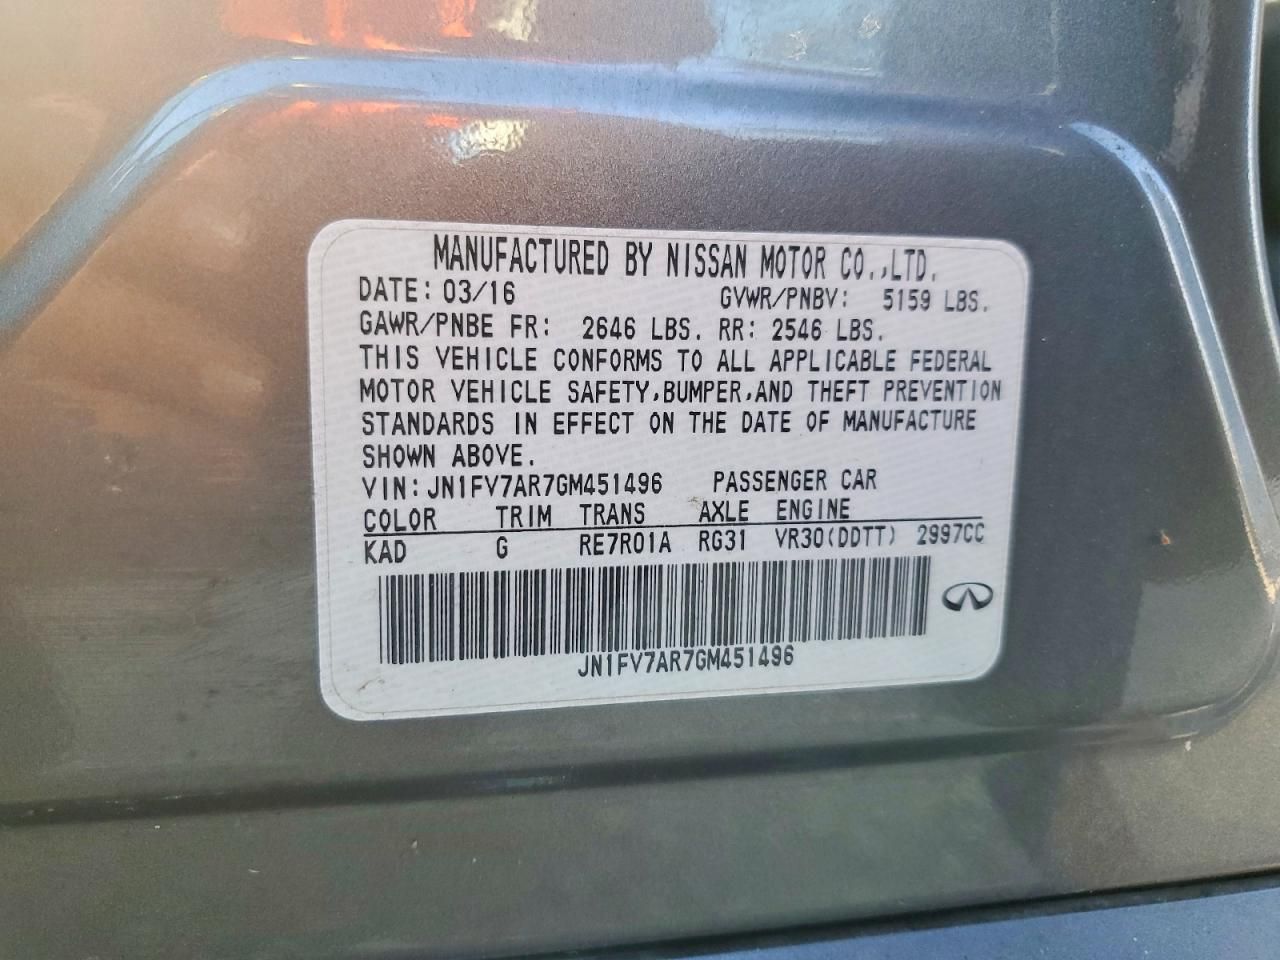 MANUFACTURED BY NISSAN MOTOR CO.,LTD.
DATE: 03/16 GVWR/PNBV: 5159 LBS.
GAWR/PNBE FR: 2646 LBS. RR: 2546 LBS.
THIS VEHICLE CONFORMS TO ALL APPLICABLE FEDERAL
MOTOR VEHICLE SAFETY,BUMPER,AND THEFT PREVENTION
STANDARDS IN EFFECT ON THE DATE OF MANUFACTURE
SHOWN ABOVE.
VIN: JN1FV7AR7GM451496 PASSENGER CAR
COLOR TRIM TRANS AXLE ENGINE
KAD G RE7R01A RG31 VR30(DDTT) 2997CC
JN1FV7AR7GM451496